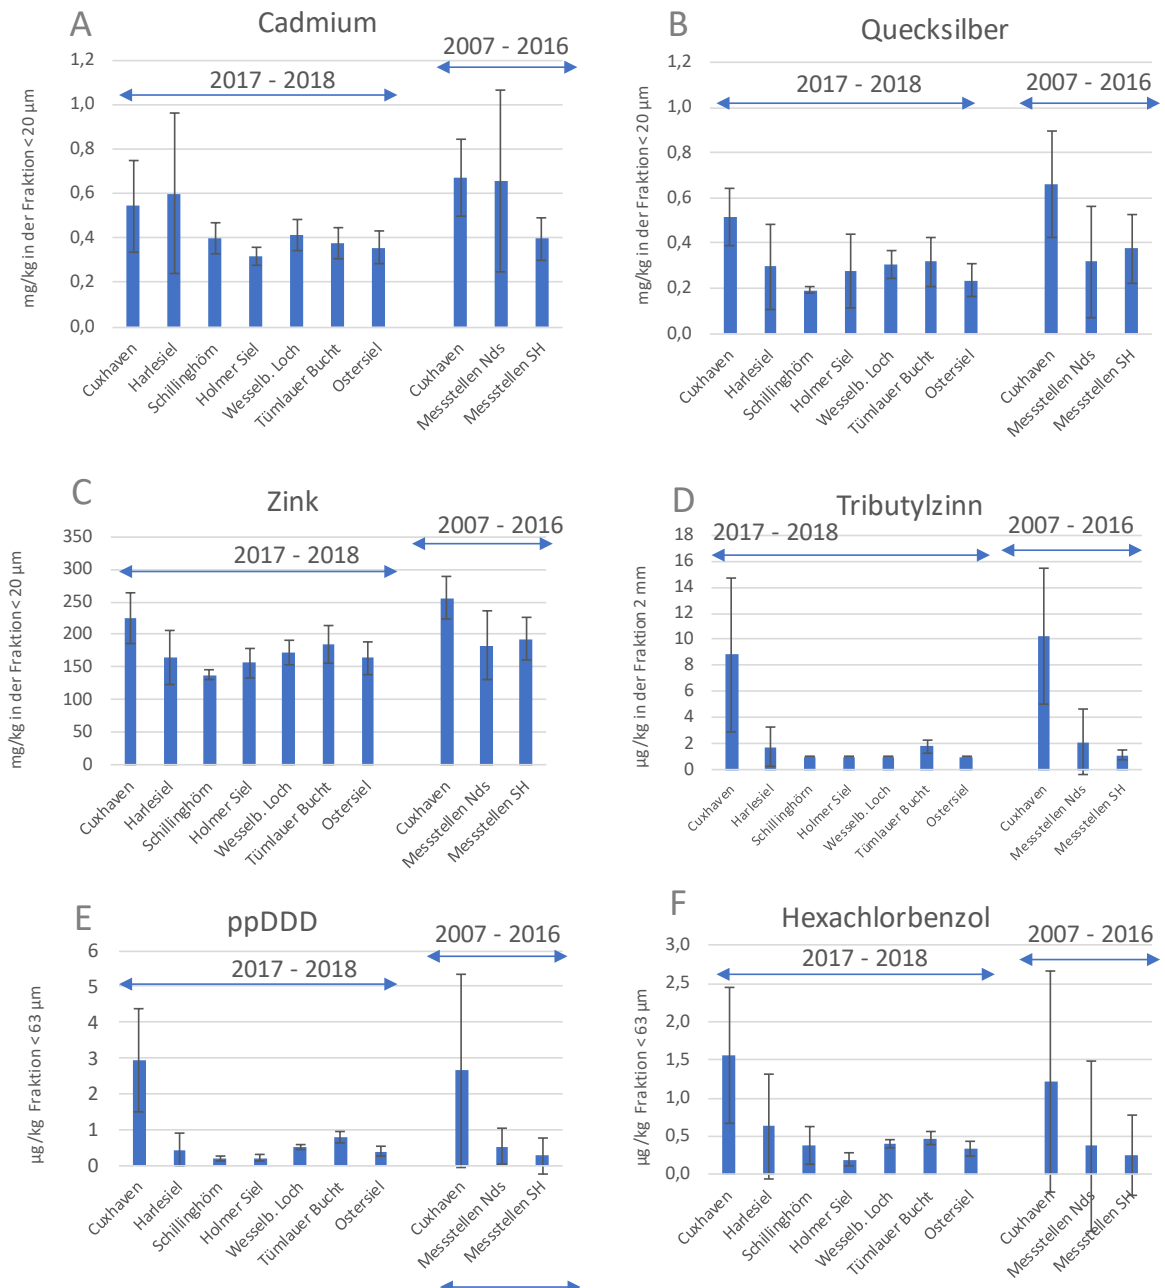 A
Cadmium
2007 - 2016
2017 - 2018
mg/kg in der Fraktion < 20 µm
1,2
1,0
0,8
0,6
0,4
0,2
0,0
Cuxhaven
Harlesiel
Schillinghörn
Holmer Siel
Wesselb. Loch
Tümlauer Bucht
Ostersiel
Cuxhaven
Messstellen Nds
Messstellen SH
B
Quecksilber
2017 - 2018
2007 - 2016
mg/kg in der Fraktion < 20 µm
1,2
1,0
0,8
0,6
0,4
0,2
0,0
Cuxhaven
Harlesiel
Schillinghörn
Holmer Siel
Wesselb. Loch
Tümlauer Bucht
Ostersiel
Cuxhaven
Messstellen Nds
Messstellen SH
C
Zink
2007 - 2016
2017 - 2018
mg/kg in der Fraktion< 20 µm
350
300
250
200
150
100
50
0
Cuxhaven
Harlesiel
Schillinghörn
Holmer Siel
Wesselb. Loch
Tümlauer Bucht
Ostersiel
Cuxhaven
Messstellen Nds
Messstellen SH
D
Tributylzinn
2017 - 2018
2007 - 2016
µg/kg in der Fraktion 2 mm
18
16
14
12
10
8
6
4
2
0
Cuxhaven
Harlesiel
Schillinghörn
Holmer Siel
Wesselb. Loch
Tümlauer Bucht
Ostersiel
Cuxhaven
Messstellen Nds
Messstellen SH
E
ppDDD
2007 - 2016
2017 - 2018
µg/kg Fraktion < 63 µm
6
5
4
3
2
1
0
Cuxhaven
Harlesiel
Schillinghörn
Holmer Siel
Wesselb. Loch
Tümlauer Bucht
Ostersiel
Cuxhaven
Messstellen Nds
Messstellen SH
F
Hexachlorbenzol
2007 - 2016
2017 - 2018
µg/kg Fraktion < 63 µm
3,0
2,5
2,0
1,5
1,0
0,5
0,0
Cuxhaven
Harlesiel
Schillinghörn
Holmer Siel
Wesselb. Loch
Tümlauer Bucht
Ostersiel
Cuxhaven
Messstellen Nds
Messstellen SH